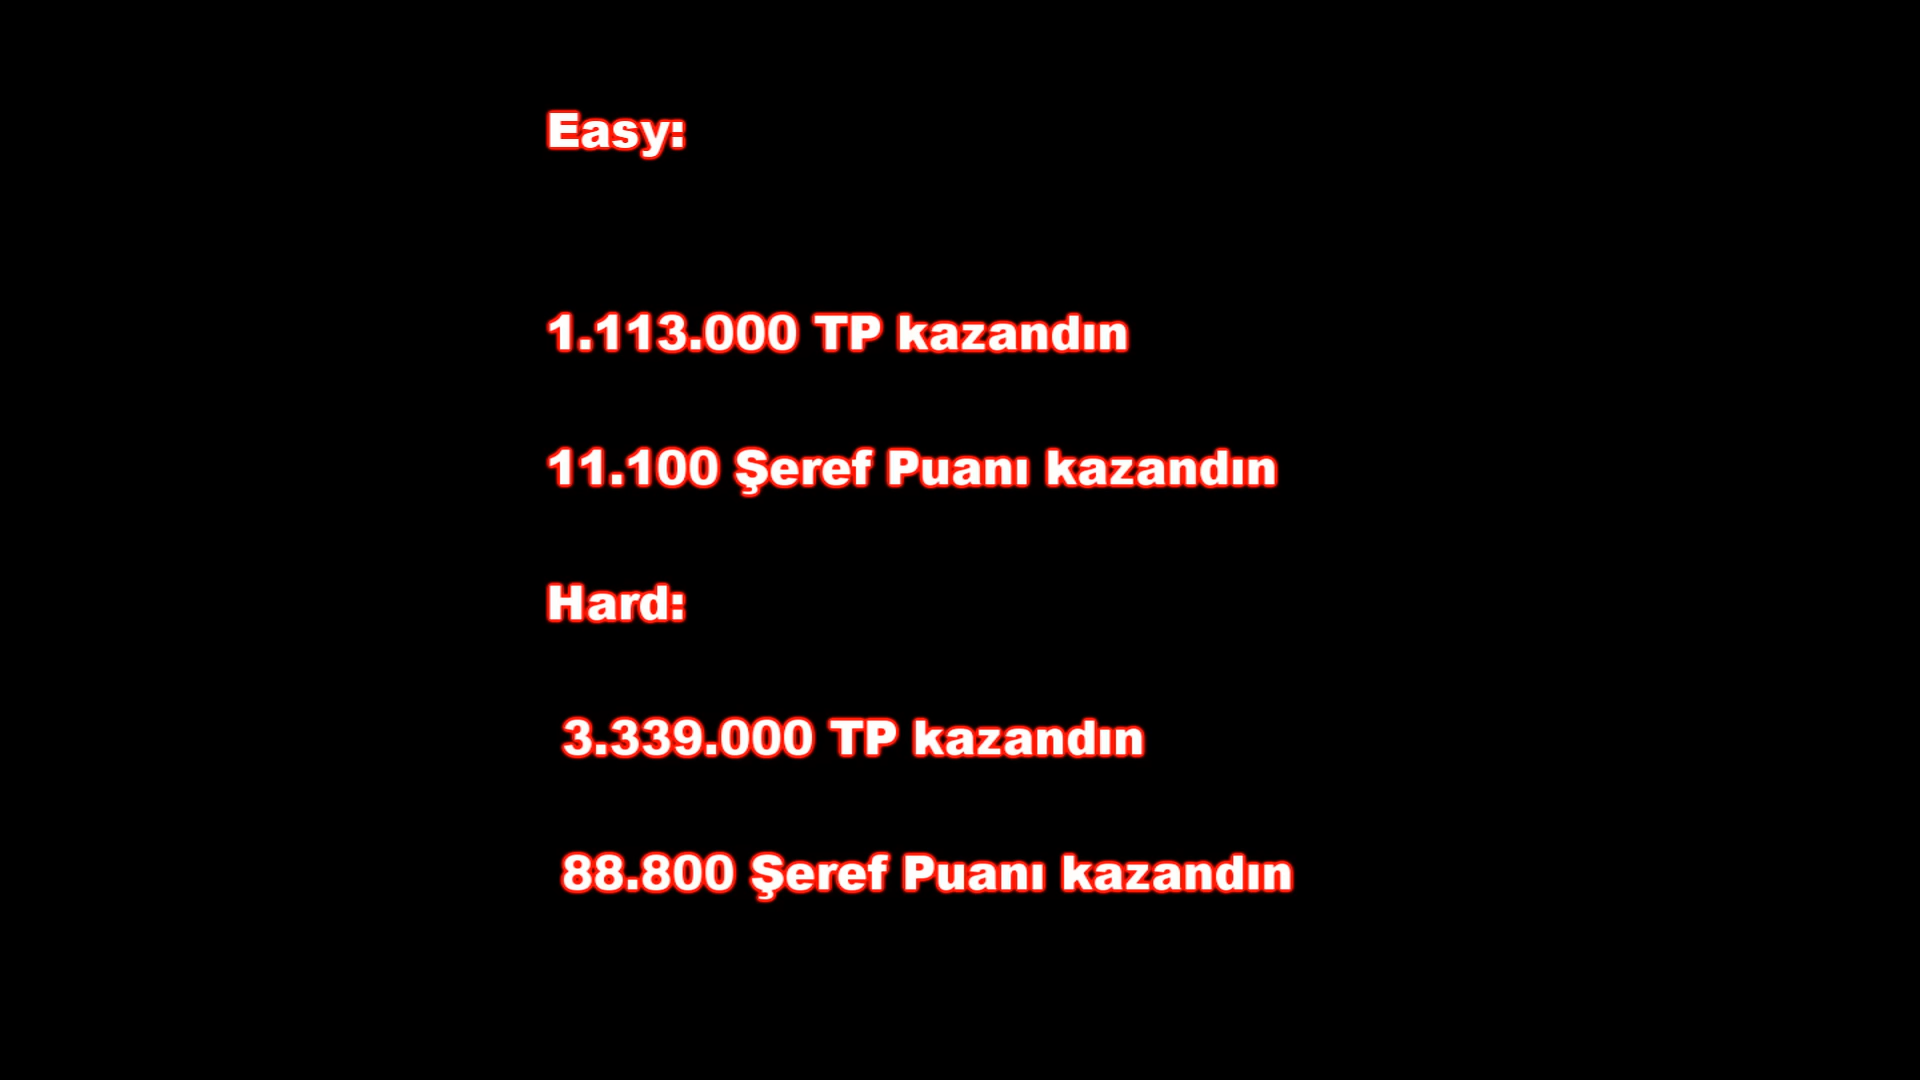 Easy:
1.113.000 TP kazandın
11.100 Şeref Puanı kazandın
Hard:
3.339.000 TP kazandın
88.800 Şeref Puanı kazandın